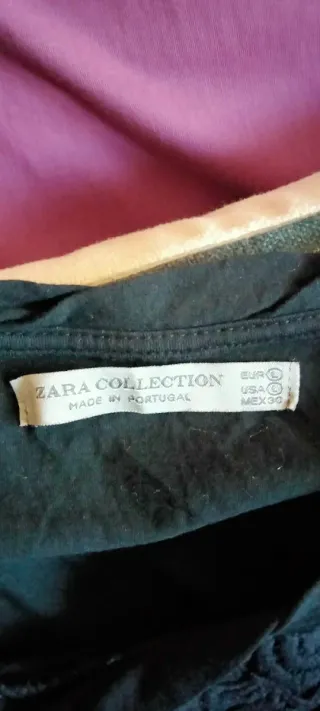 ZARA COLLECTION
MADE IN PORTUGAL
EUR L
USA L
MEX 30